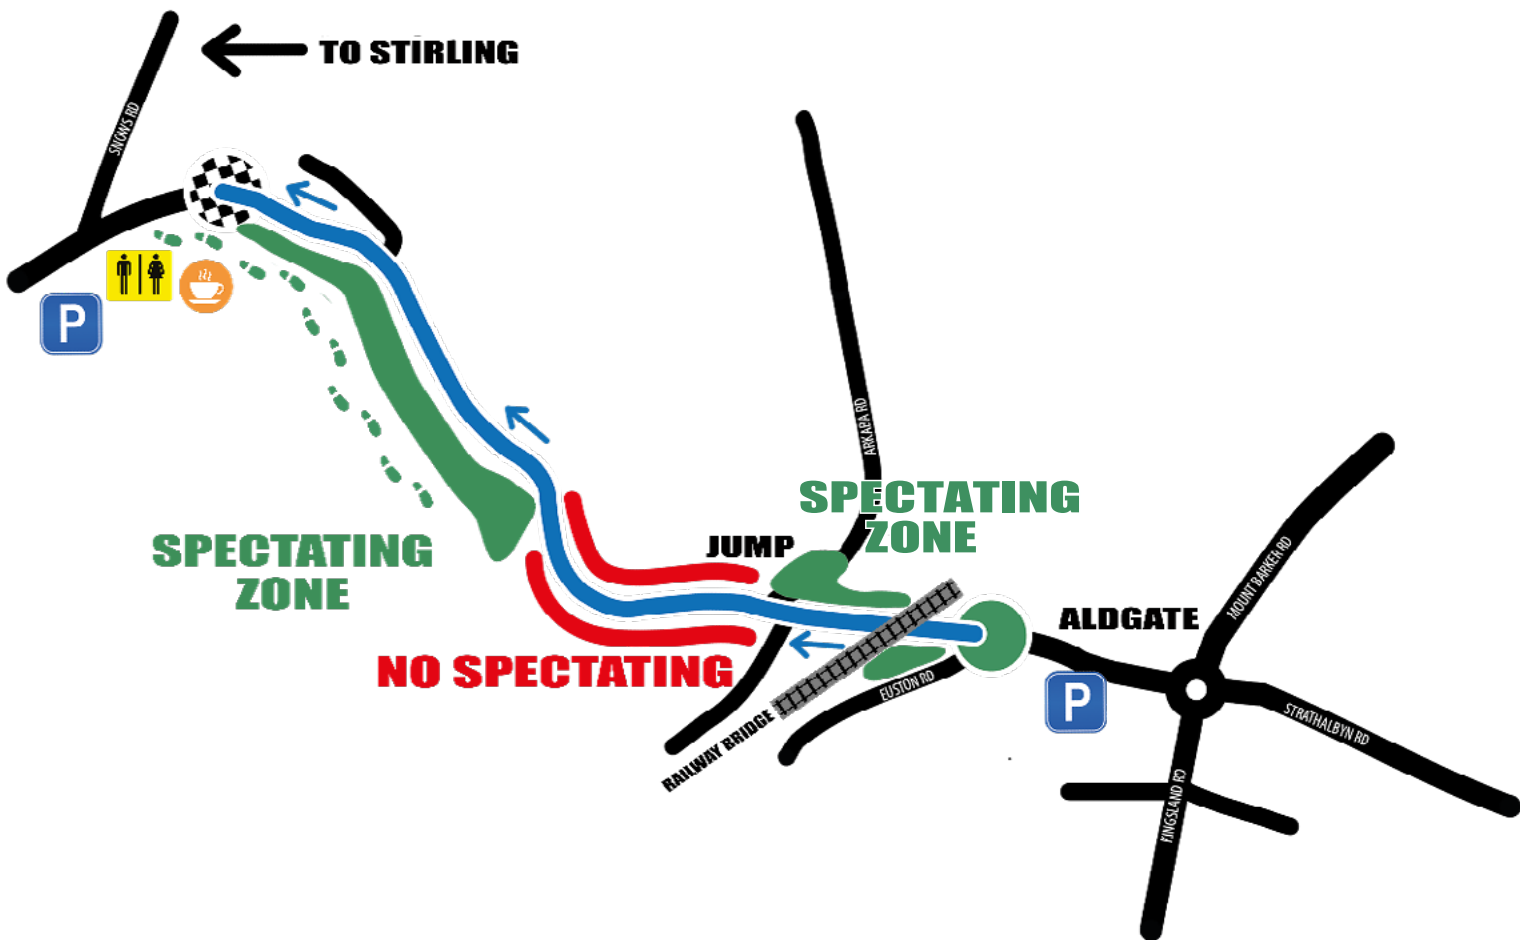 TO STIRLING
SNOWS RD
P
ARKABA RD
SPECTATING
ZONE
JUMP
SPECTATING
ZONE
MOUNT BARKER RD
ALDGATE
NO SPECTATING
EUSTON RD
P
RAILWAY BRIDGE
STRATHALBYN RD
KINGSLAND RD